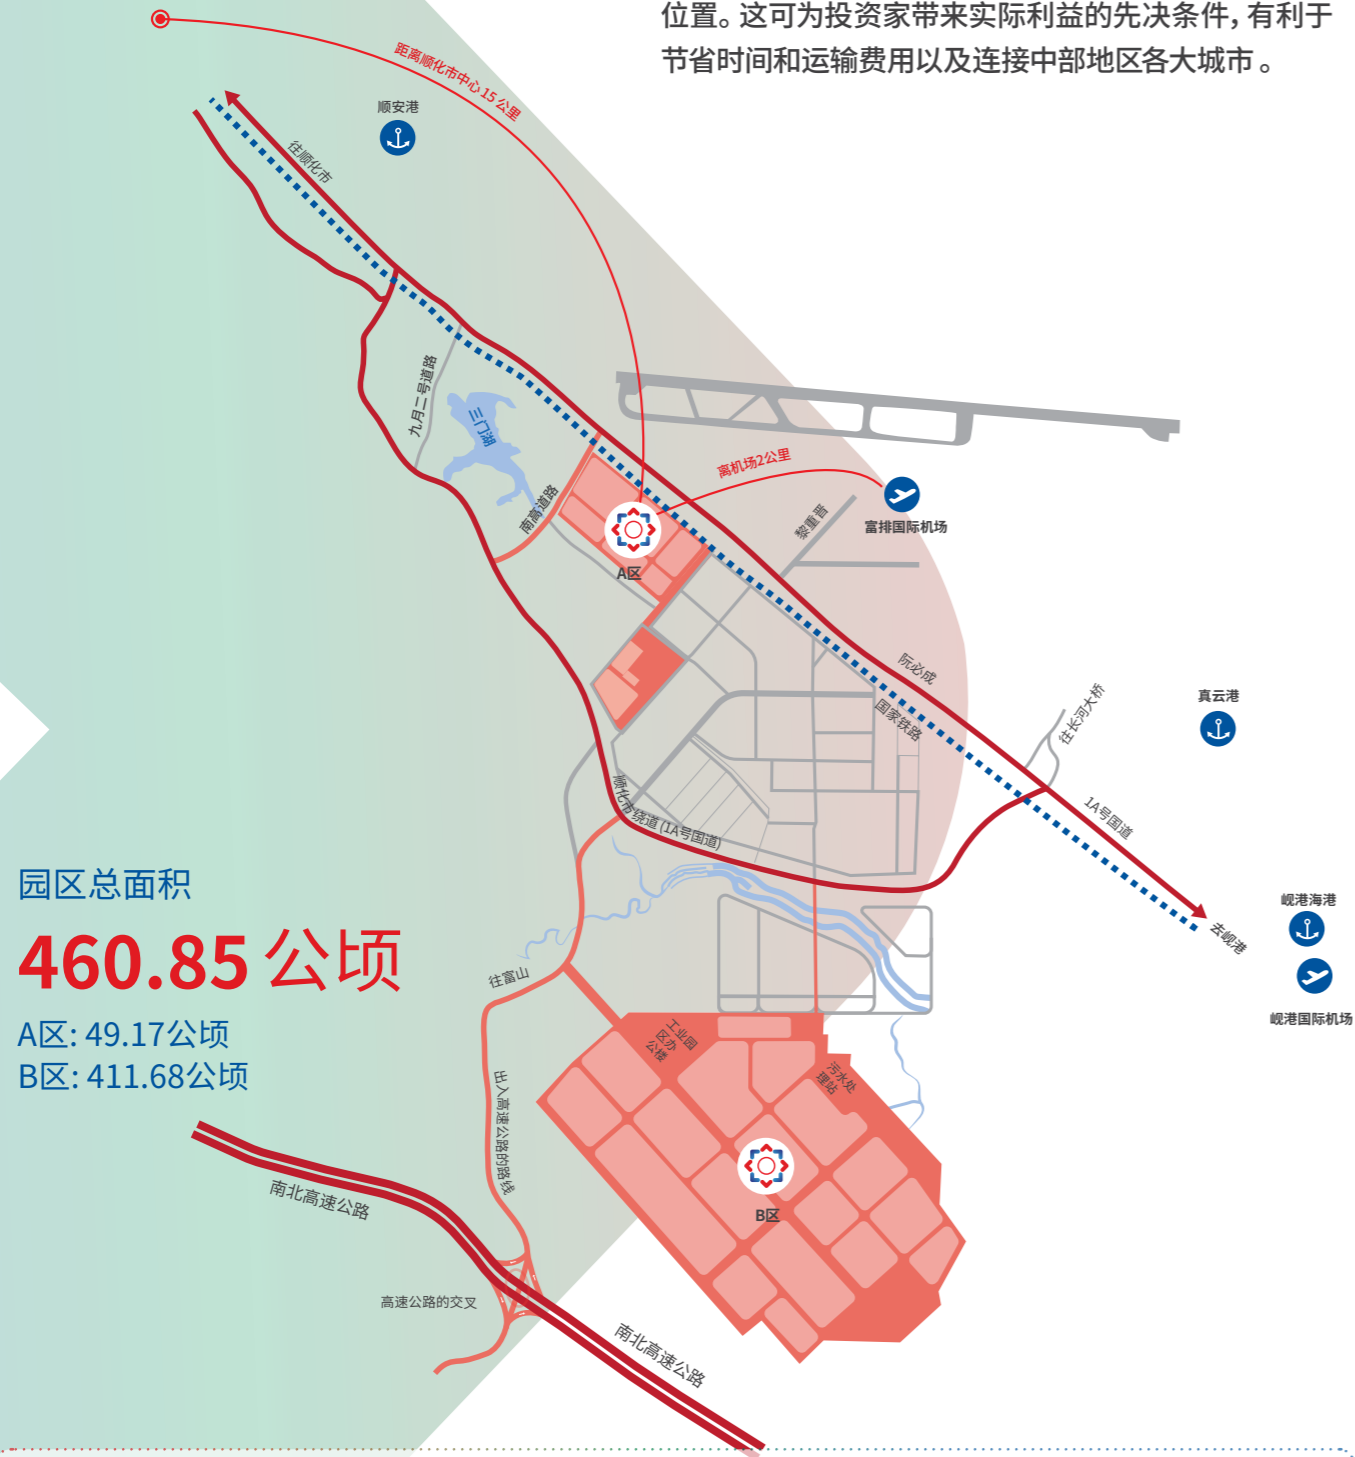 位置。这可为投资家带来实际利益的先决条件，有利于
节省时间和运输费用以及连接中部地区各大城市 。
距离顺化市中心 15 公里
顺安港
往顺化市
九月二号道路
三门湖
南高道路
离机场2公里
富排国际机场
黎重晋
A区
阮必成
国家铁路
往长河大桥
真云港
1A号国道
顺化市绕道 (1A号国道)
园区总面积
460.85 公顷
A区: 49.17公顷
B区: 411.68公顷
去岘港
岘港海港
岘港国际机场
往富山
工业园
区办
公楼
污水处
理站
出入高速公路的路线
B区
南北高速公路
高速公路的交叉
南北高速公路